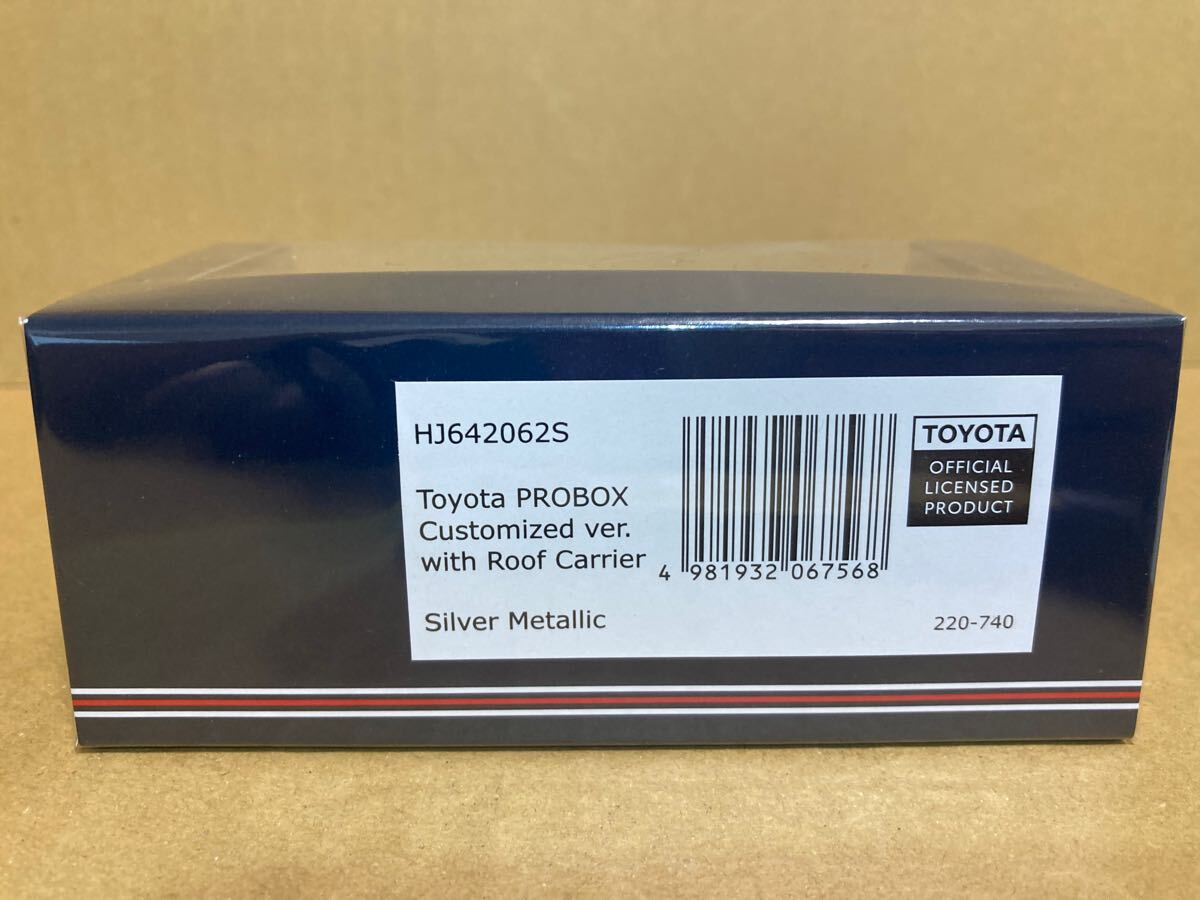 HJ642062S
Toyota PROBOX
Customized ver.
with Roof Carrier
Silver Metallic
4 981932 067568
TOYOTA
OFFICIAL
LICENSED
PRODUCT
220-740